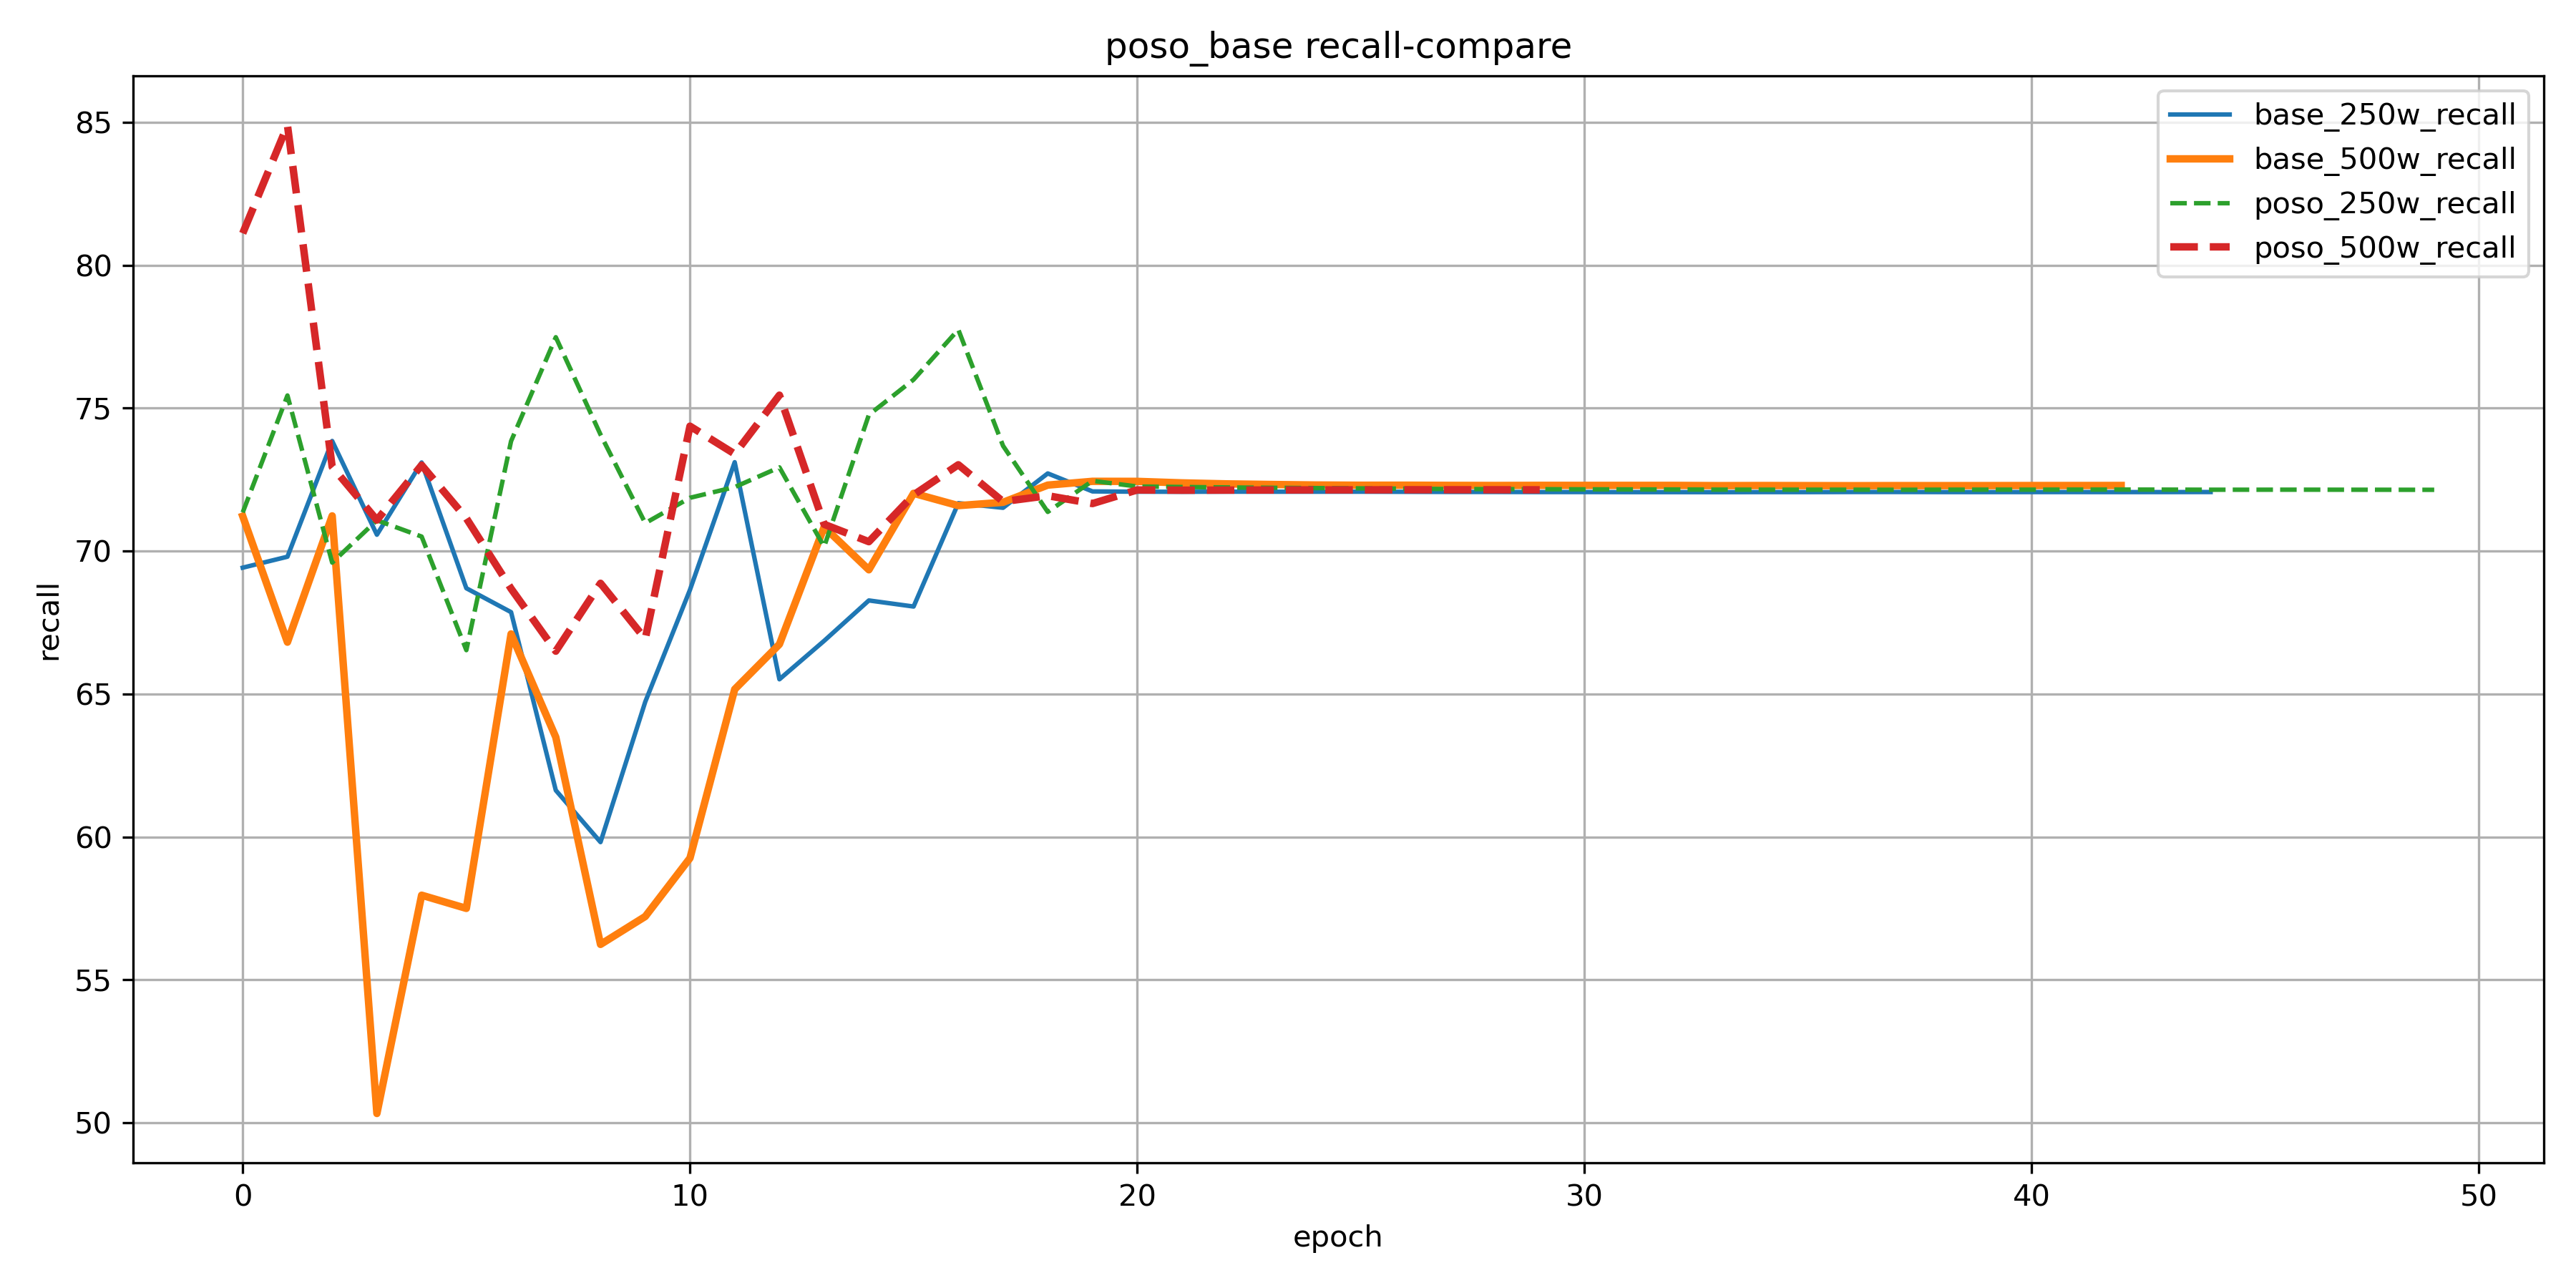 poso_base recall-compare
base_250w_recall
base_500w_recall
poso_250w_recall
poso_500w_recall
85
80
75
70
65
60
55
50
recall
0 10 20 30 40 50
epoch